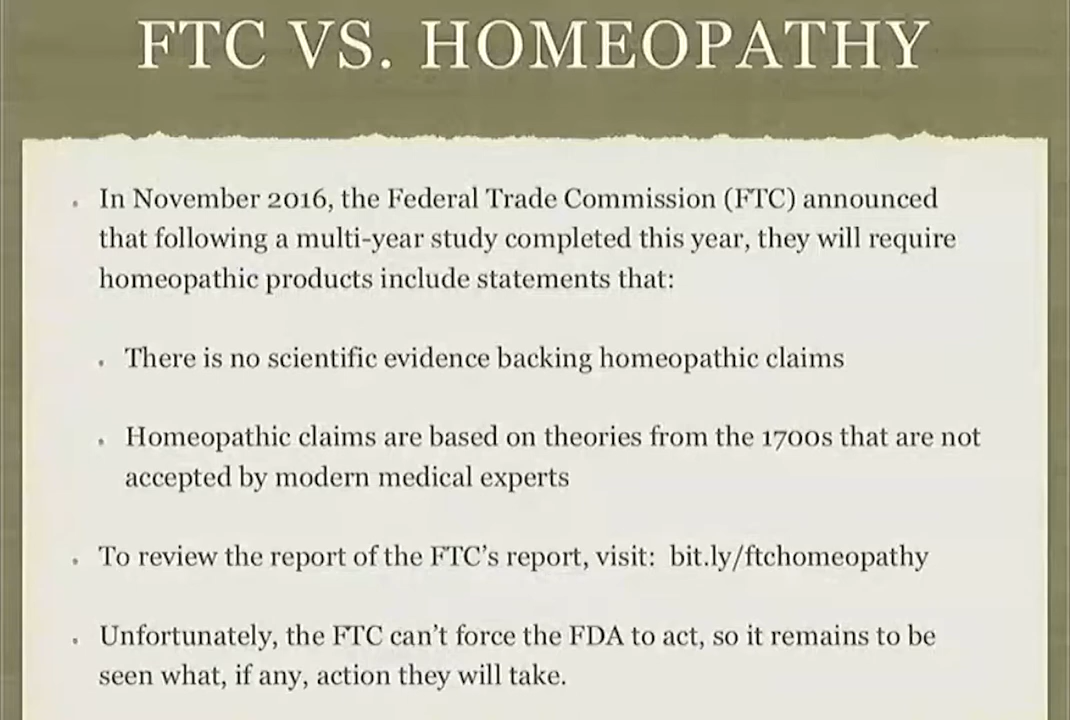 FTC VS. HOMEOPATHY
In November 2016, the Federal Trade Commission (FTC) announced
that following a multi-year study completed this year, they will require
homeopathic products include statements that:
There is no scientific evidence backing homeopathic claims
Homeopathic claims are based on theories from the 1700s that are not
accepted by modern medical experts
To review the report of the FTC's report, visit: bit.ly/ftchomeopathy
Unfortunately, the FTC can't force the FDA to act, so it remains to be
seen what, if any, action they will take.